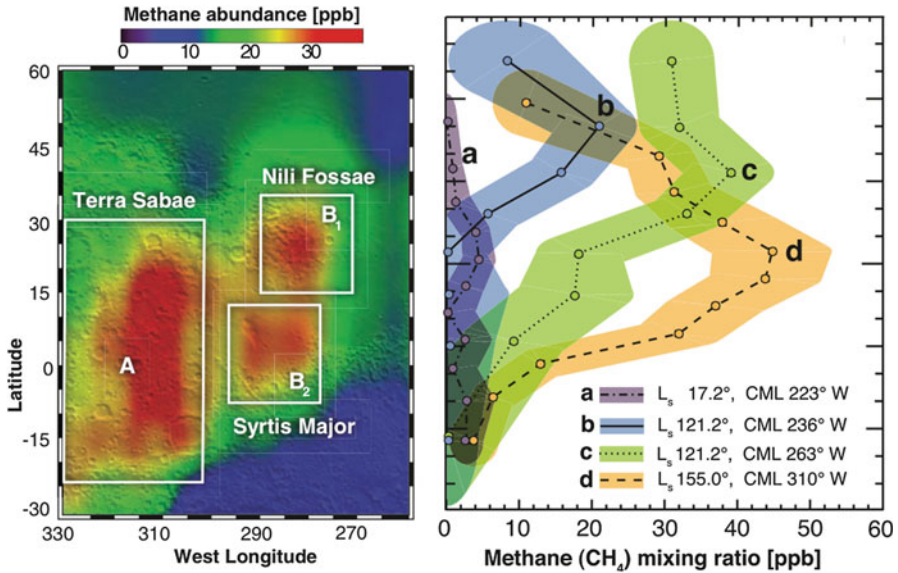 Methane abundance [ppb]
0 10 20 30
60
45
30
15
0
-15
-30
Latitude
330 310 290 270
West Longitude
Terra Sabae
Nili Fossae
B1
A
B2
Syrtis Major
a
b
c
d
a Ls 17.2°, CML 223° W
b Ls 121.2°, CML 236° W
c Ls 121.2°, CML 263° W
d Ls 155.0°, CML 310° W
0 10 20 30 40 50 60
Methane (CH4) mixing ratio [ppb]